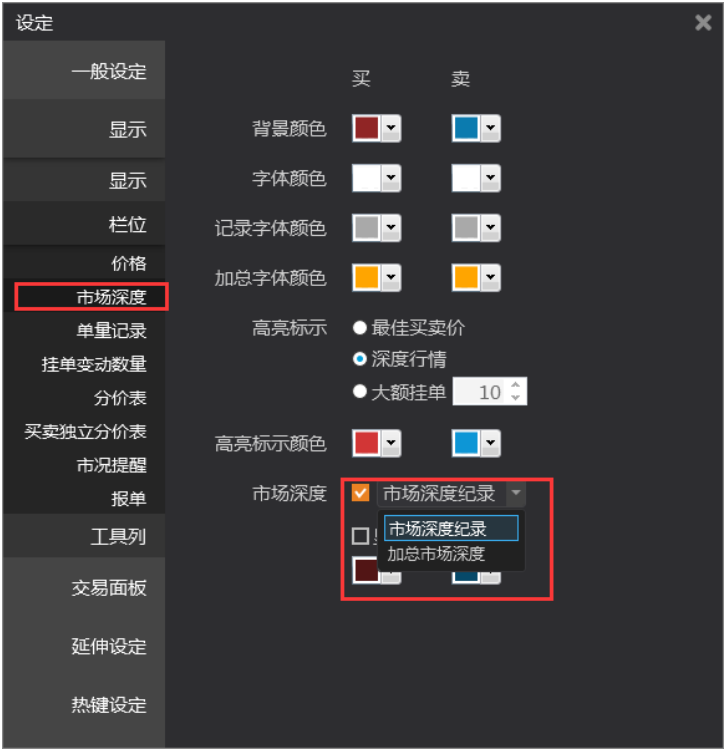 设定
一般设定
显示
显示
栏位
价格
市场深度
单量记录
挂单变动数量
分价表
买卖独立分价表
市况提醒
报单
工具列
交易面板
延伸设定
热键设定
买 卖
背景颜色
字体颜色
记录字体颜色
加总字体颜色
高亮标示 最佳买卖价
深度行情
大额挂单 10
高亮标示颜色
市场深度 市场深度纪录
市场深度纪录
加总市场深度